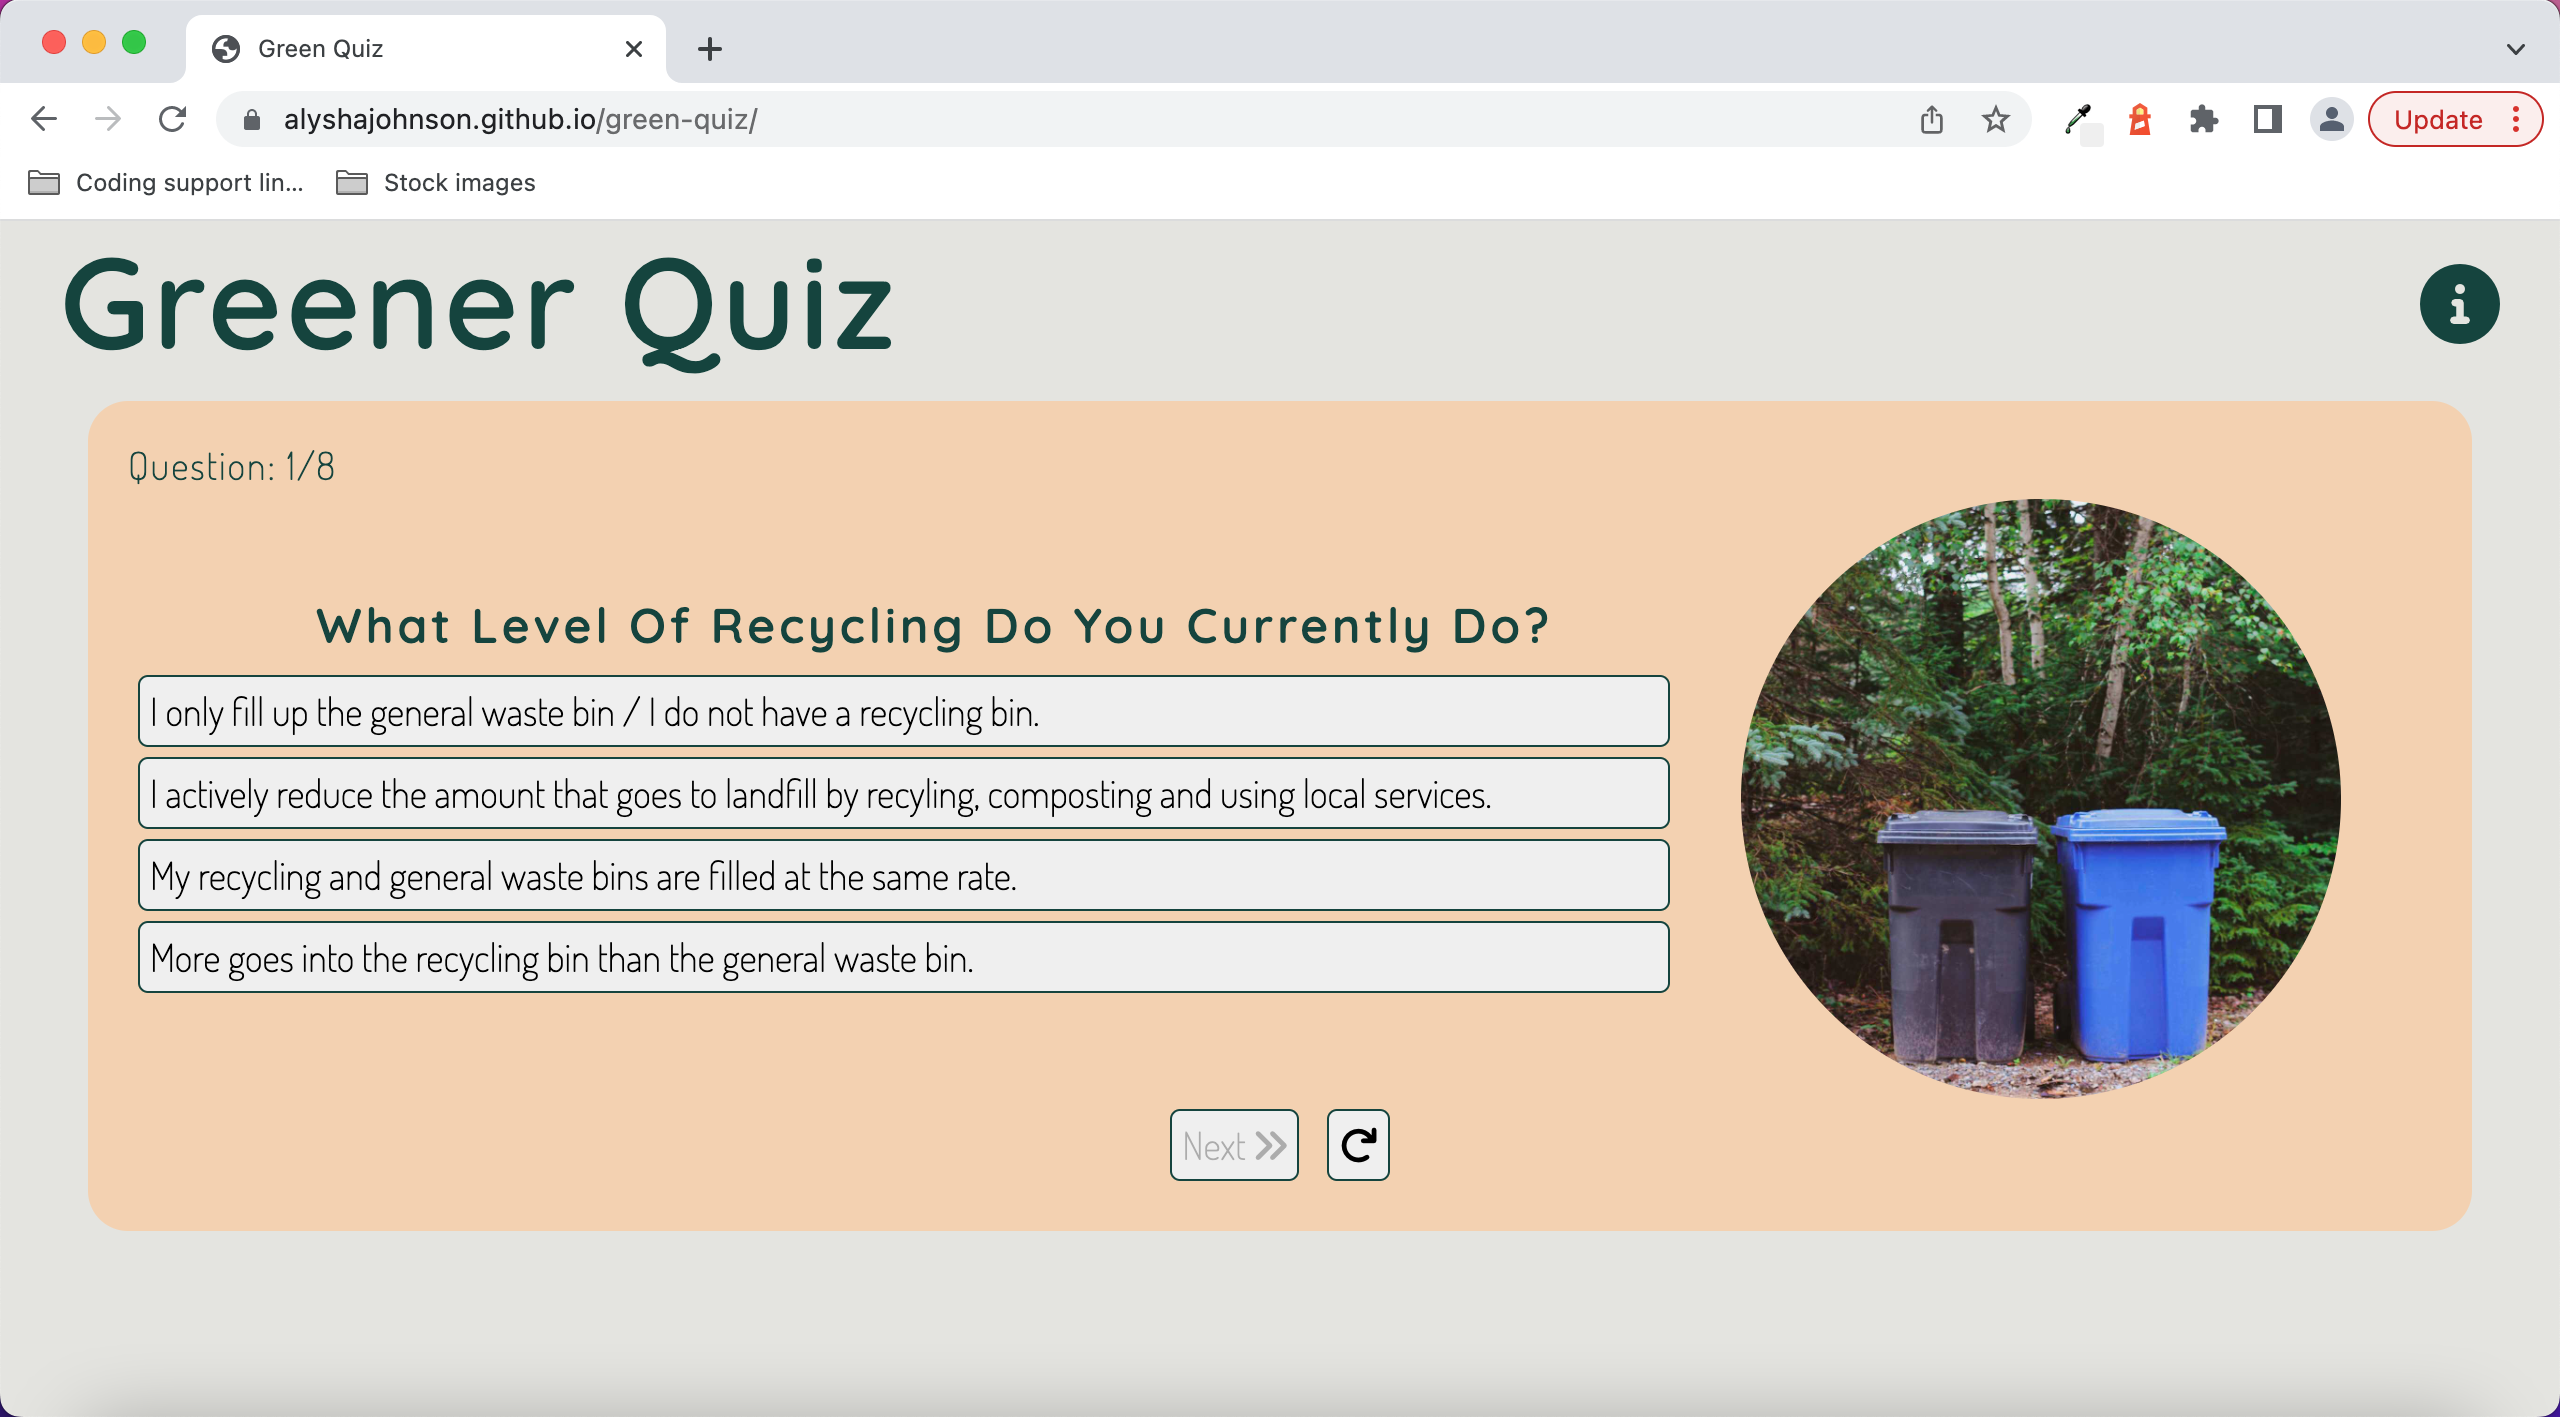 Green Quiz
alyshajohnson.github.io/green-quiz/
Update
Coding support lin...
Stock images
Greener Quiz
Question: 1/8
What Level Of Recycling Do You Currently Do?
I only fill up the general waste bin / I do not have a recycling bin.
I actively reduce the amount that goes to landfill by recyling, composting and using local services.
My recycling and general waste bins are filled at the same rate.
More goes into the recycling bin than the general waste bin.
Next